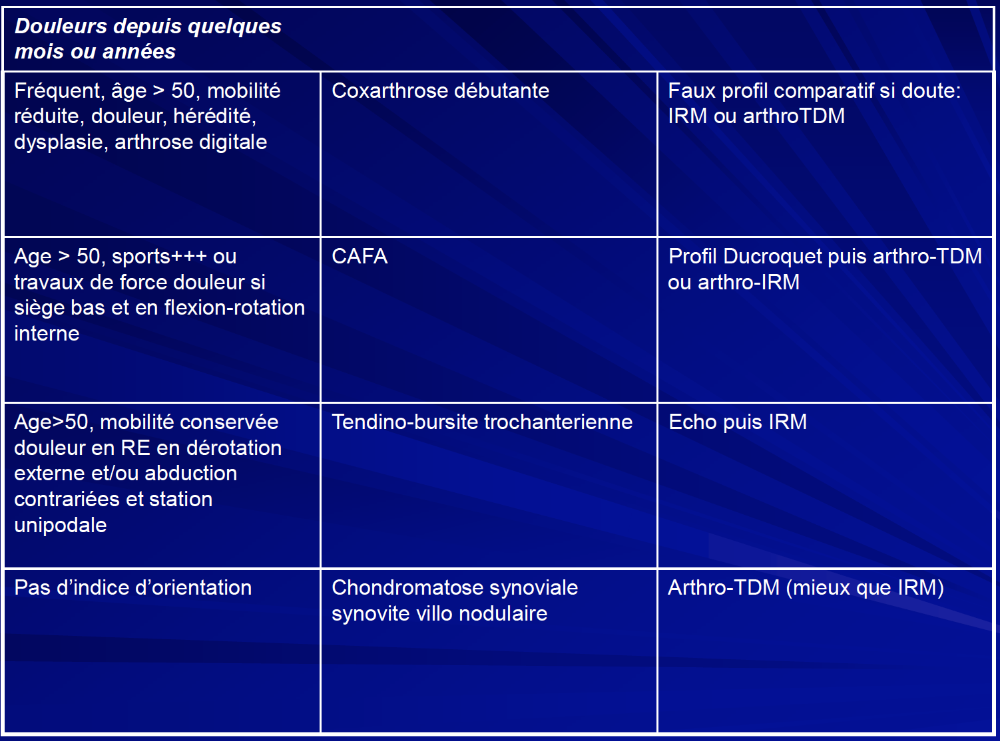 Douleurs depuis quelques
mois ou années
Fréquent, âge > 50, mobilité
réduite, douleur, hérédité,
dysplasie, arthrose digitale
Coxarthrose débutante
Faux profil comparatif si doute:
IRM ou arthroTDM
Age > 50, sports+++ ou
travaux de force douleur si
siège bas et en flexion-rotation
interne
CAFA
Profil Ducroquet puis arthro-TDM
ou arthro-IRM
Age>50, mobilité conservée
douleur en RE en dérotation
externe et/ou abduction
contrariées et station
unipodale
Tendino-bursite trochanterienne
Echo puis IRM
Pas d’indice d’orientation
Chondromatose synoviale
synovite villo nodulaire
Arthro-TDM (mieux que IRM)